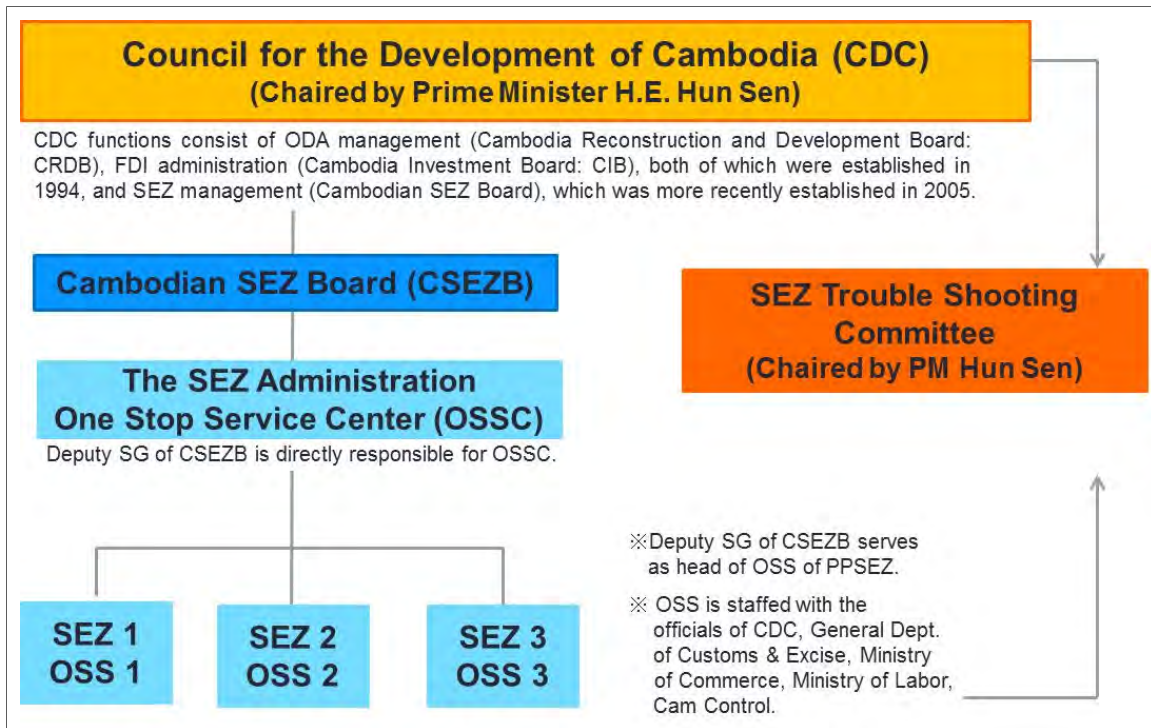 Council for the Development of Cambodia (CDC)
(Chaired by Prime Minister H.E. Hun Sen)
CDC functions consist of ODA management (Cambodia Reconstruction and Development Board:
CRDB), FDI administration (Cambodia Investment Board: CIB), both of which were established in
1994, and SEZ management (Cambodian SEZ Board), which was more recently established in 2005.
Cambodian SEZ Board (CSEZB)
SEZ Trouble Shooting
Committee
(Chaired by PM Hun Sen)
The SEZ Administration
One Stop Service Center (OSSC)
Deputy SG of CSEZB is directly responsible for OSSC.
※Deputy SG of CSEZB serves
as head of OSS of PPSEZ.
※ OSS is staffed with the
officials of CDC, General Dept.
of Customs & Excise, Ministry
of Commerce, Ministry of Labor,
Cam Control.
SEZ 1
OSS 1
SEZ 2
OSS 2
SEZ 3
OSS 3